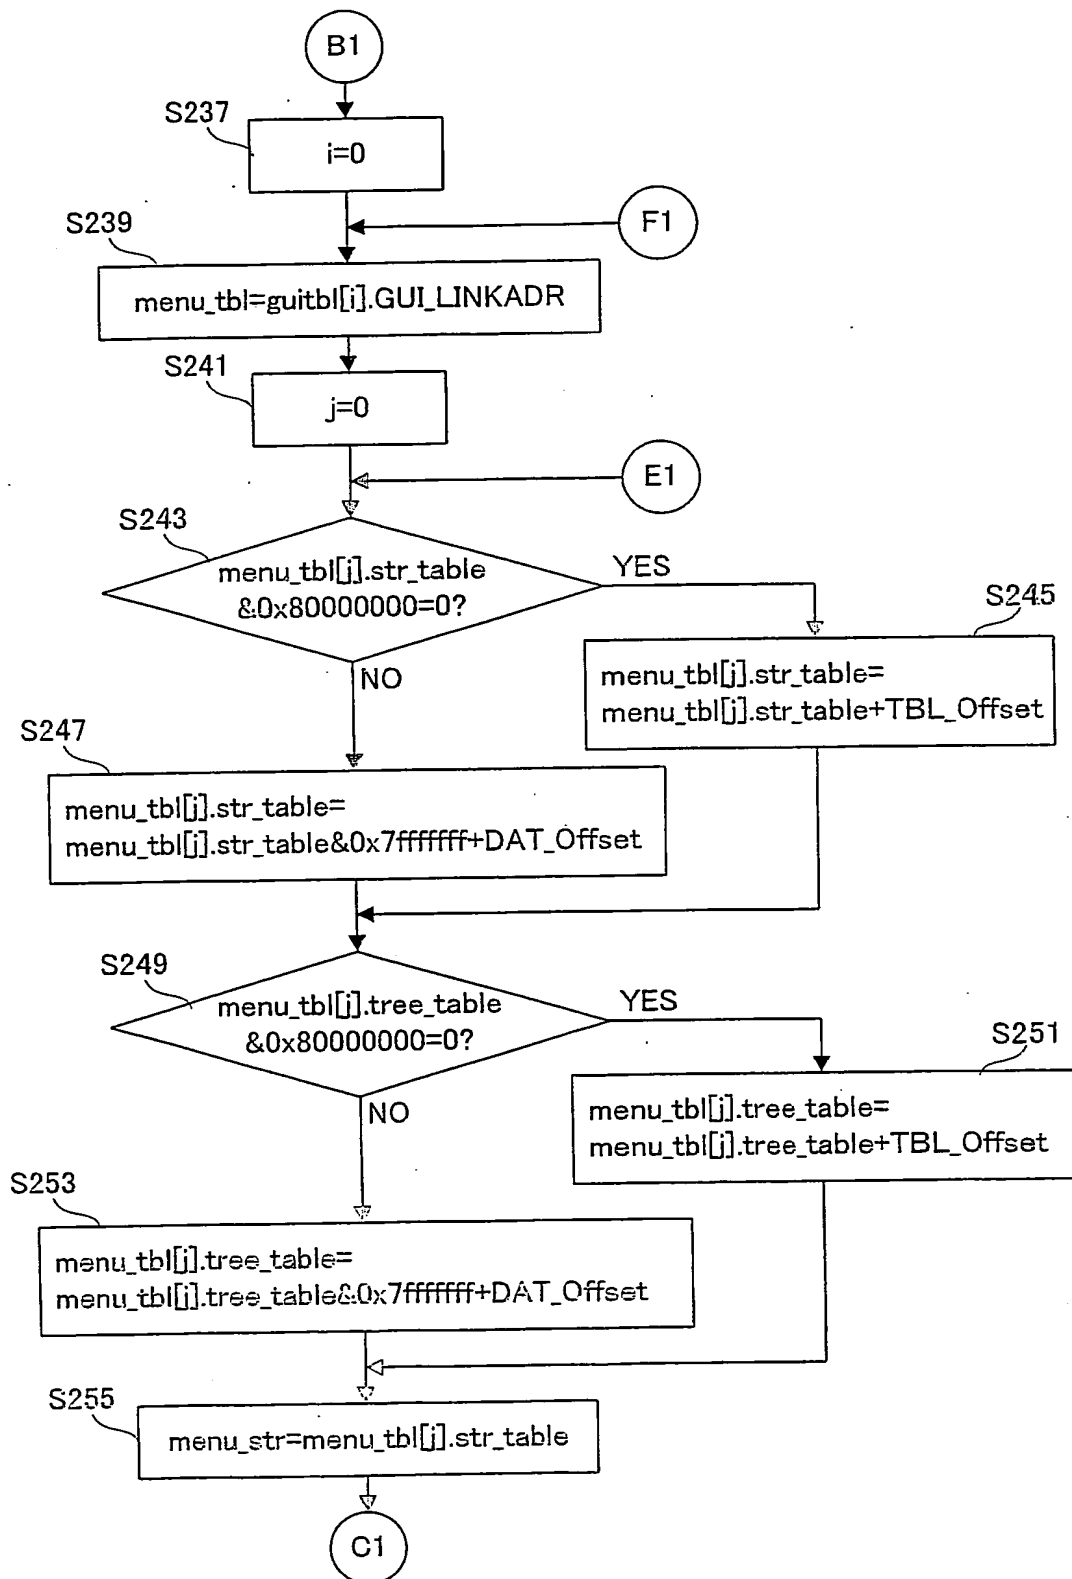 B1
S237
i=0
F1
S239
menu_tbl=guitbl[i].GUI_LINKADR
S241
j=0
E1
S243
menu_tbl[j].str_table
&0x80000000=0?
YES
NO
S245
menu_tbl[j].str_table=
menu_tbl[j].str_table+TBL_Offset
S247
menu_tbl[j].str_table=
menu_tbl[j].str_table&0x7fffffff+DAT_Offset
S249
menu_tbl[j].tree_table
&0x80000000=0?
YES
NO
S251
menu_tbl[j].tree_table=
menu_tbl[j].tree_table+TBL_Offset
S253
menu_tbl[j].tree_table=
menu_tbl[j].tree_table&0x7fffffff+DAT_Offset
S255
menu_str=menu_tbl[j].str_table
C1